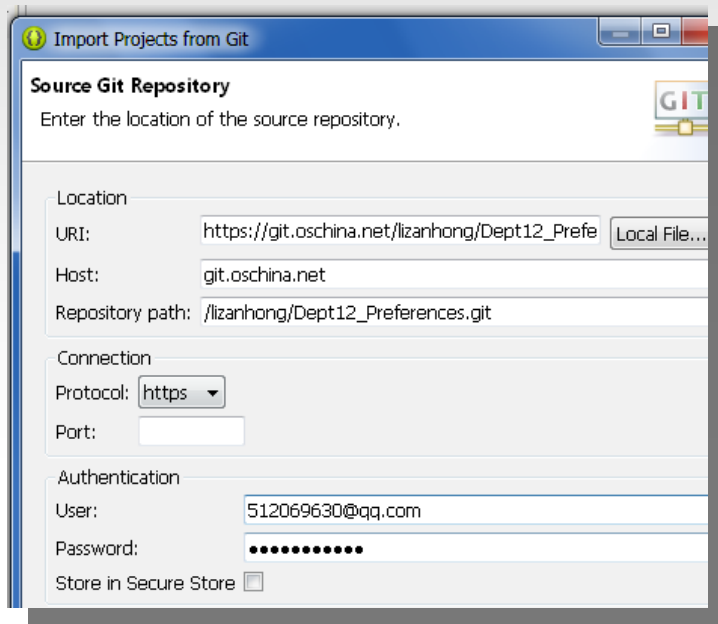 Import Projects from Git
Source Git Repository
Enter the location of the source repository.
GIT
Location
URI: https://git.oschina.net/lizanhong/Dept12_Prefe Local File...
Host: git.oschina.net
Repository path: /lizanhong/Dept12_Preferences.git
Connection
Protocol: https
Port:
Authentication
User: 512069630@qq.com
Password: ●●●●●●●●●●●
Store in Secure Store